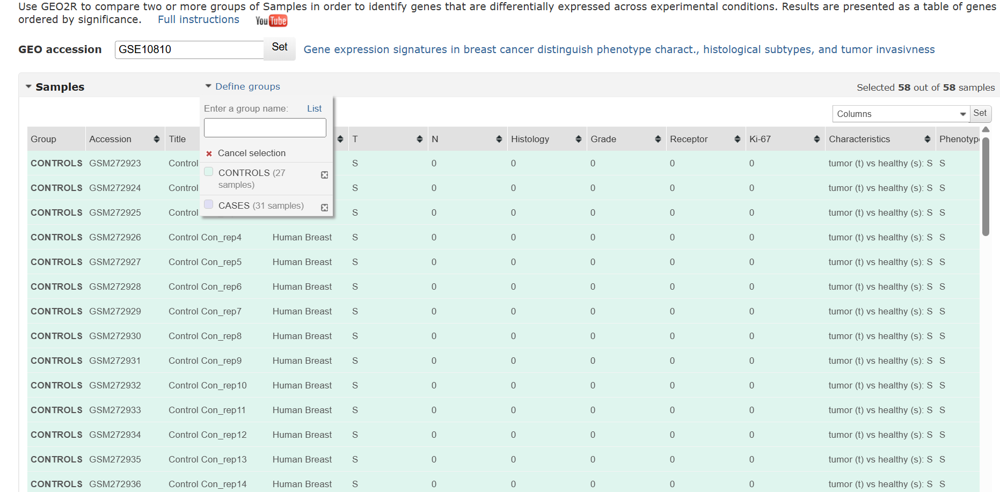 Use GEO2R to compare two or more groups of Samples in order to identify genes that are differentially expressed across experimental conditions. Results are presented as a table of genes
ordered by significance. Full instructions YouTube
GEO accession GSE10810 Set Gene expression signatures in breast cancer distinguish phenotype charact., histological subtypes, and tumor invasivness
Samples Define groups Selected 58 out of 58 samples
Enter a group name: List
Columns Set
Cancel selection
CONTROLS (27
samples)
CASES (31 samples)
Group Accession Title T N Histology Grade Receptor Ki-67 Characteristics Phenotyp
CONTROLS GSM272923 Control S 0 0 0 0 0 tumor (t) vs healthy (s): S S
CONTROLS GSM272924 Control S 0 0 0 0 0 tumor (t) vs healthy (s): S S
CONTROLS GSM272925 Control S 0 0 0 0 0 tumor (t) vs healthy (s): S S
CONTROLS GSM272926 Control Con_rep4 Human Breast S 0 0 0 0 0 tumor (t) vs healthy (s): S S
CONTROLS GSM272927 Control Con_rep5 Human Breast S 0 0 0 0 0 tumor (t) vs healthy (s): S S
CONTROLS GSM272928 Control Con_rep6 Human Breast S 0 0 0 0 0 tumor (t) vs healthy (s): S S
CONTROLS GSM272929 Control Con_rep7 Human Breast S 0 0 0 0 0 tumor (t) vs healthy (s): S S
CONTROLS GSM272930 Control Con_rep8 Human Breast S 0 0 0 0 0 tumor (t) vs healthy (s): S S
CONTROLS GSM272931 Control Con_rep9 Human Breast S 0 0 0 0 0 tumor (t) vs healthy (s): S S
CONTROLS GSM272932 Control Con_rep10 Human Breast S 0 0 0 0 0 tumor (t) vs healthy (s): S S
CONTROLS GSM272933 Control Con_rep11 Human Breast S 0 0 0 0 0 tumor (t) vs healthy (s): S S
CONTROLS GSM272934 Control Con_rep12 Human Breast S 0 0 0 0 0 tumor (t) vs healthy (s): S S
CONTROLS GSM272935 Control Con_rep13 Human Breast S 0 0 0 0 0 tumor (t) vs healthy (s): S S
CONTROLS GSM272936 Control Con_rep14 Human Breast S 0 0 0 0 0 tumor (t) vs healthy (s): S S